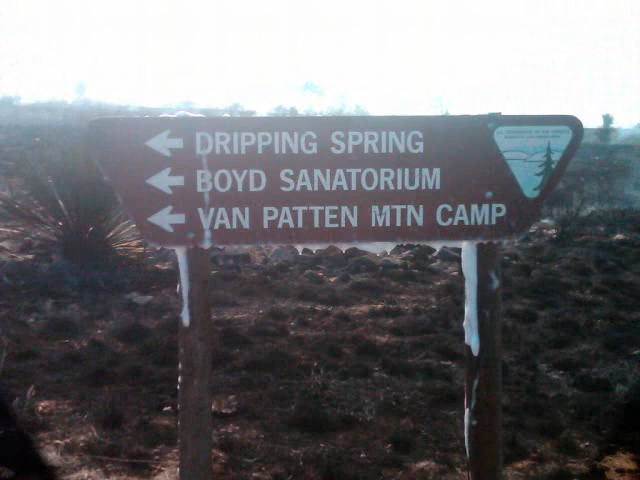 DRIPPING SPRING
BOYD SANATORIUM
VAN PATTEN MTN CAMP